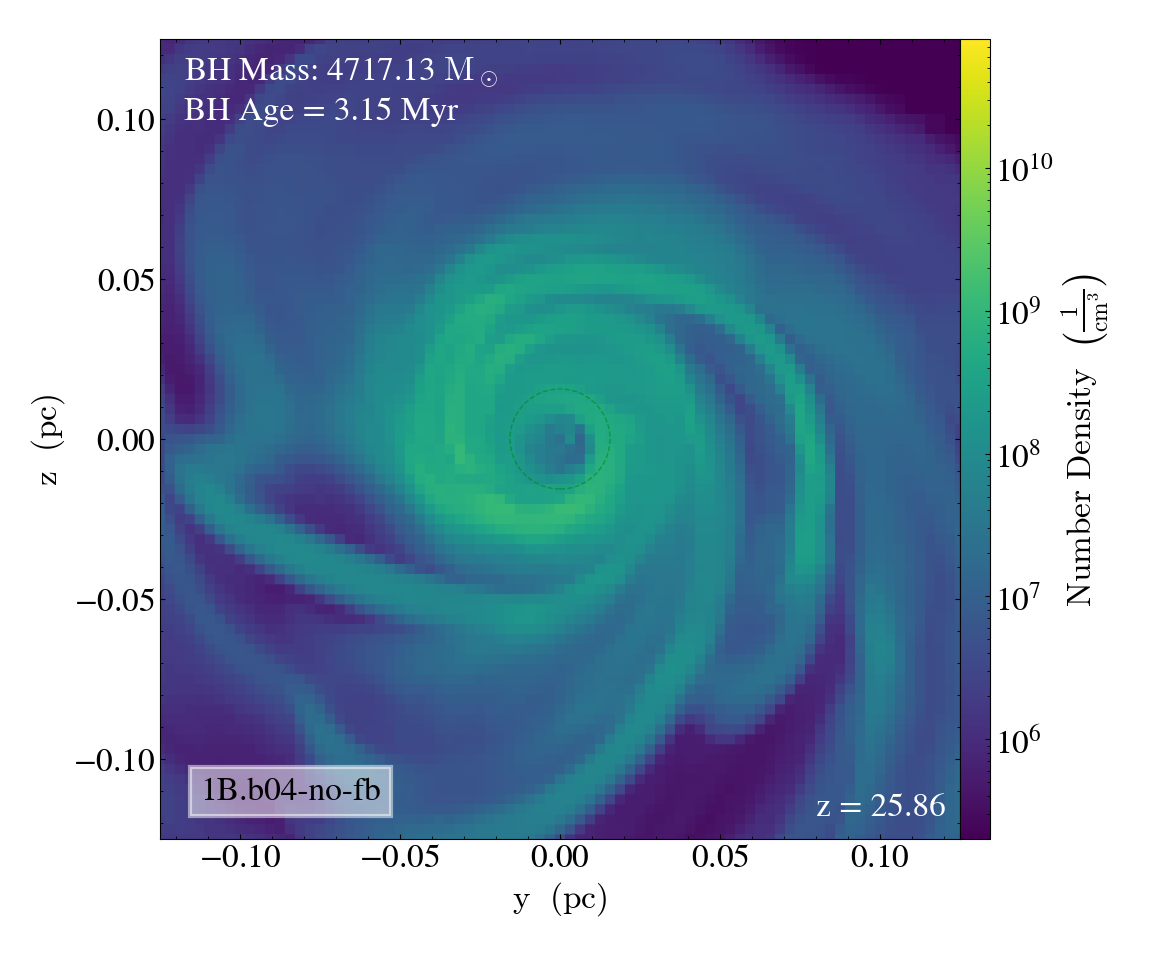 BH Mass: 4717.13 M⊙
BH Age = 3.15 Myr
0.10
0.05
0.00
−0.05
−0.10
z (pc)
1B.b04-no-fb
z = 25.86
−0.10 −0.05 0.00 0.05 0.10
y (pc)
10^10
10^9
10^8
10^7
10^6
Number Density (1/cm^3)